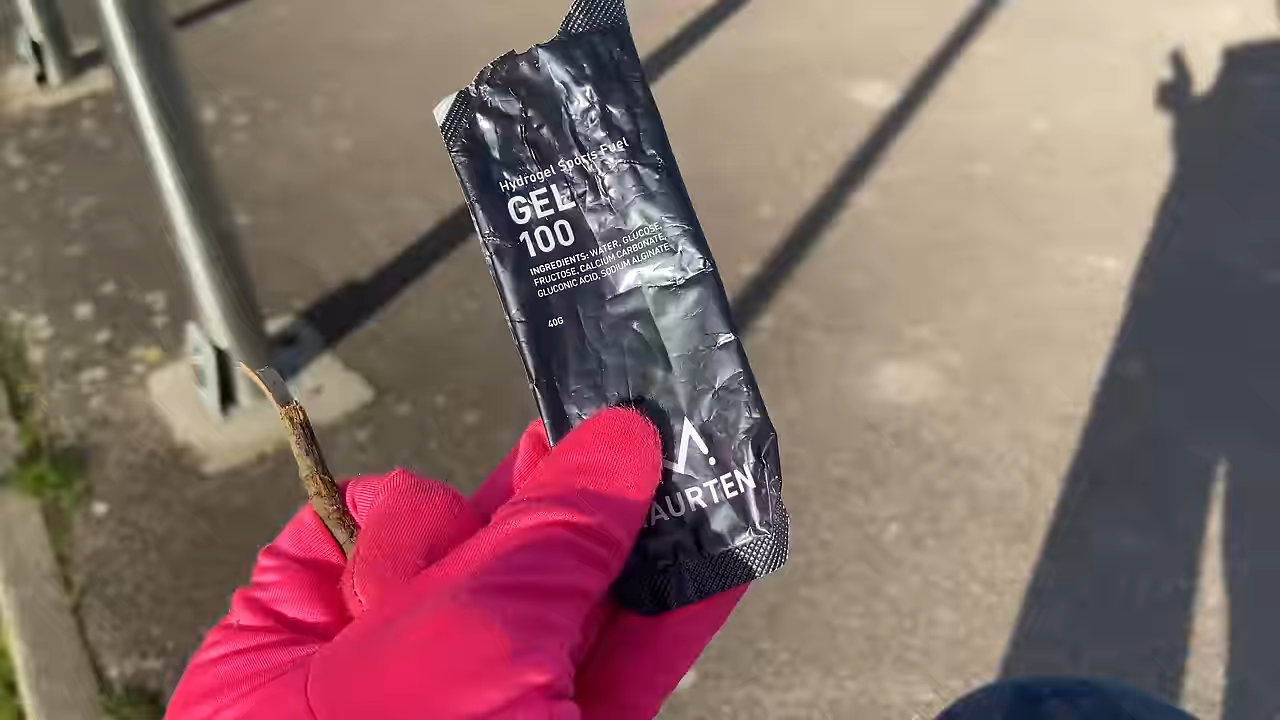 Hydrogel Sports Fuel
GEL
100
INGREDIENTS: WATER, GLUCOSE,
FRUCTOSE, CALCIUM CARBONATE,
GLUCONIC ACID, SODIUM ALGINATE
40G
AURTEN